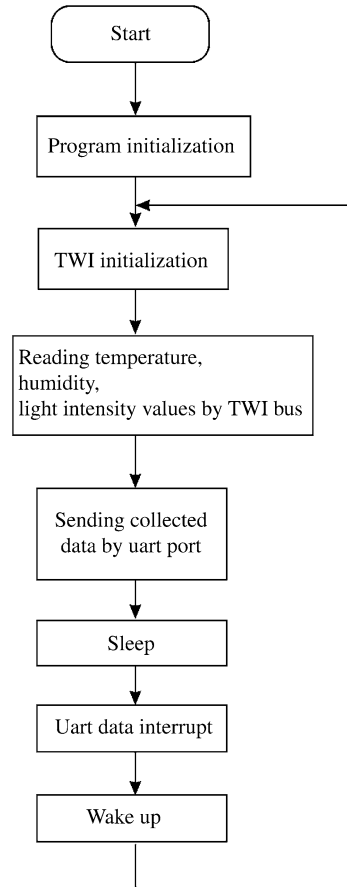 Start
Program initialization
TWI initialization
Reading temperature,
humidity,
light intensity values by TWI bus
Sending collected
data by uart port
Sleep
Uart data interrupt
Wake up